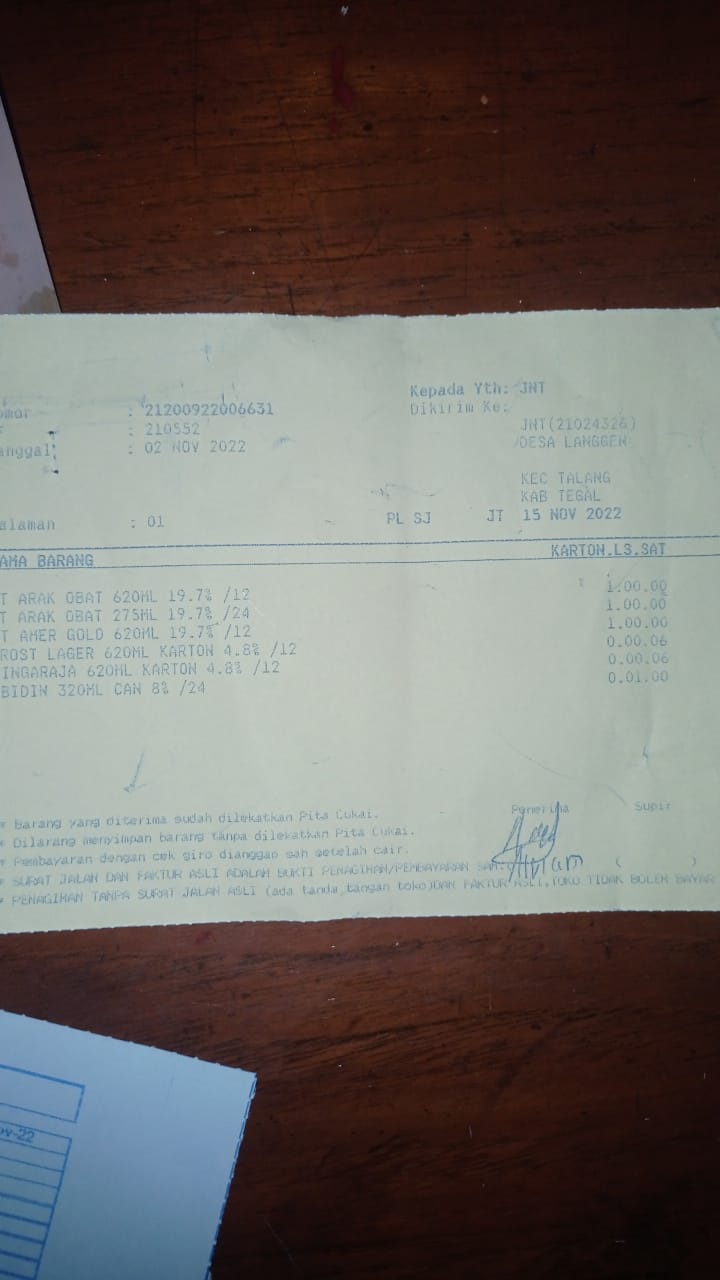 Kepada Yth: JNT
Dikirim Ke:
omor : 21200922006631
: 210552
anggal : 02 NOV 2022
JNT(21024326)
DESA LANGGEN
KEC TALANG
KAB TEGAL
alaman : 01 PL SJ JT 15 NOV 2022
AMA BARANG KARTON.LS.SAT
T ARAK OBAT 620ML 19.7% /12 1.00.00
T ARAK OBAT 275ML 19.7% /24 1.00.00
T AMER GOLD 620ML 19.7% /12 1.00.00
ROST LAGER 620ML KARTON 4.8% /12 0.00.06
INGARAJA 620ML KARTON 4.8% /12 0.00.06
BIDIN 320ML CAN 8% /24 0.01.00
Penerima Supir
* Barang yang diterima sudah dilekatkan Pita Cukai.
* Dilarang menyimpan barang tanpa dilekatkan Pita Cukai.
* Pembayaran dengan cek giro dianggap sah setelah cair.
* SURAT JALAN DAN FAKTUR ASLI ADALAH BUKTI PENAGIHAN/PEMBAYARAN SAH. ( )
* PENAGIHAN TANPA SURAT JALAN ASLI (ada tanda tangan toko)DAN FAKTUR ASLI,TOKO TIDAK BOLEH BAYAR
ov-22